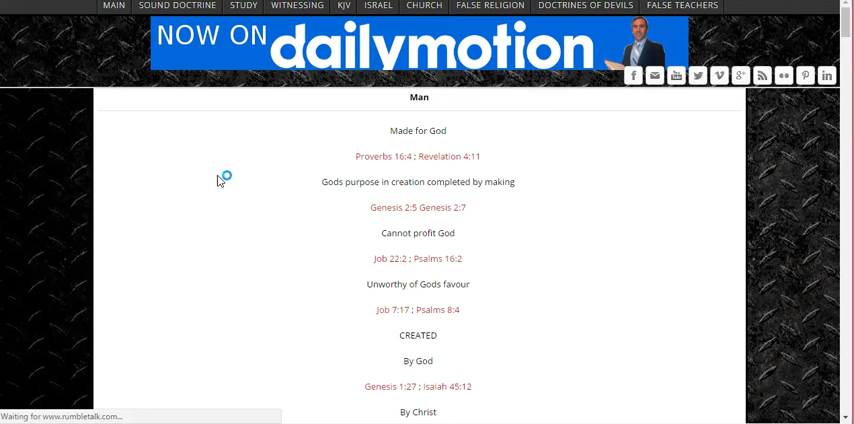 MAIN SOUND DOCTRINE STUDY WITNESSING KJV ISRAEL CHURCH FALSE RELIGION DOCTRINES OF DEVILS FALSE TEACHERS
NOW ON dailymotion
Man
Made for God
Proverbs 16:4 ; Revelation 4:11
Gods purpose in creation completed by making
Genesis 2:5 Genesis 2:7
Cannot profit God
Job 22:2 ; Psalms 16:2
Unworthy of Gods favour
Job 7:17 ; Psalms 8:4
CREATED
By God
Genesis 1:27 ; Isaiah 45:12
By Christ
Waiting for www.rumbletalk.com...